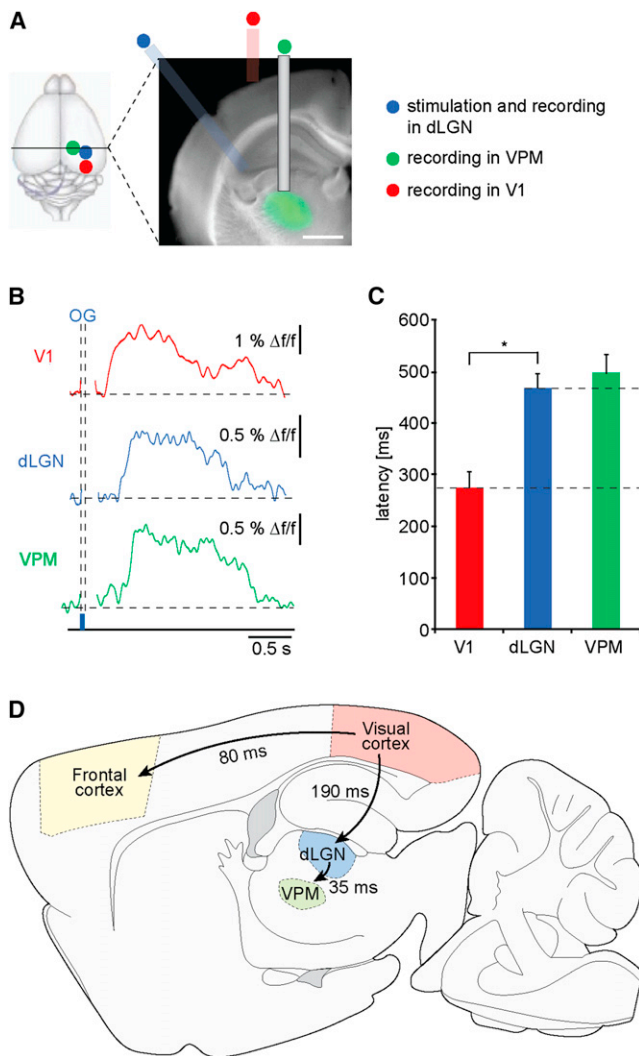 A
stimulation and recording
in dLGN
recording in VPM
recording in V1
B
OG
V1
1 % Δf/f
dLGN
0.5 % Δf/f
VPM
0.5 % Δf/f
0.5 s
C
latency [ms]
600
500
400
300
200
100
0
*
V1
dLGN
VPM
D
Frontal
cortex
80 ms
Visual
cortex
190 ms
dLGN
35 ms
VPM